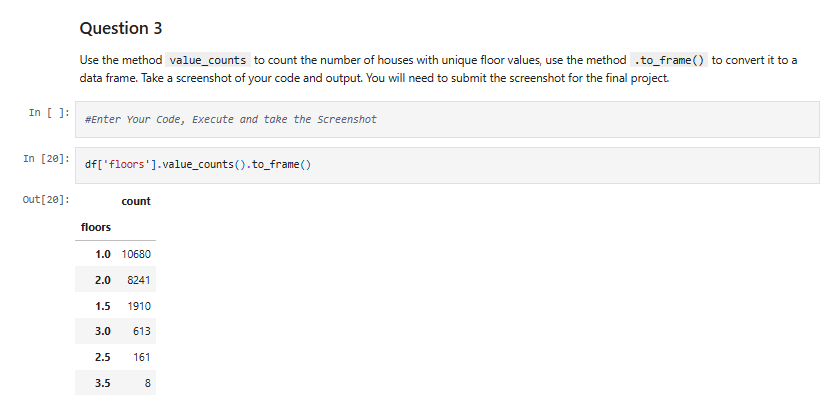 Question 3
Use the method value_counts to count the number of houses with unique floor values, use the method .to_frame() to convert it to a
data frame. Take a screenshot of your code and output. You will need to submit the screenshot for the final project.
In [ ]: #Enter Your Code, Execute and take the Screenshot
In [20]: df['floors'].value_counts().to_frame()
Out[20]: count
floors
1.0 10680
2.0 8241
1.5 1910
3.0 613
2.5 161
3.5 8